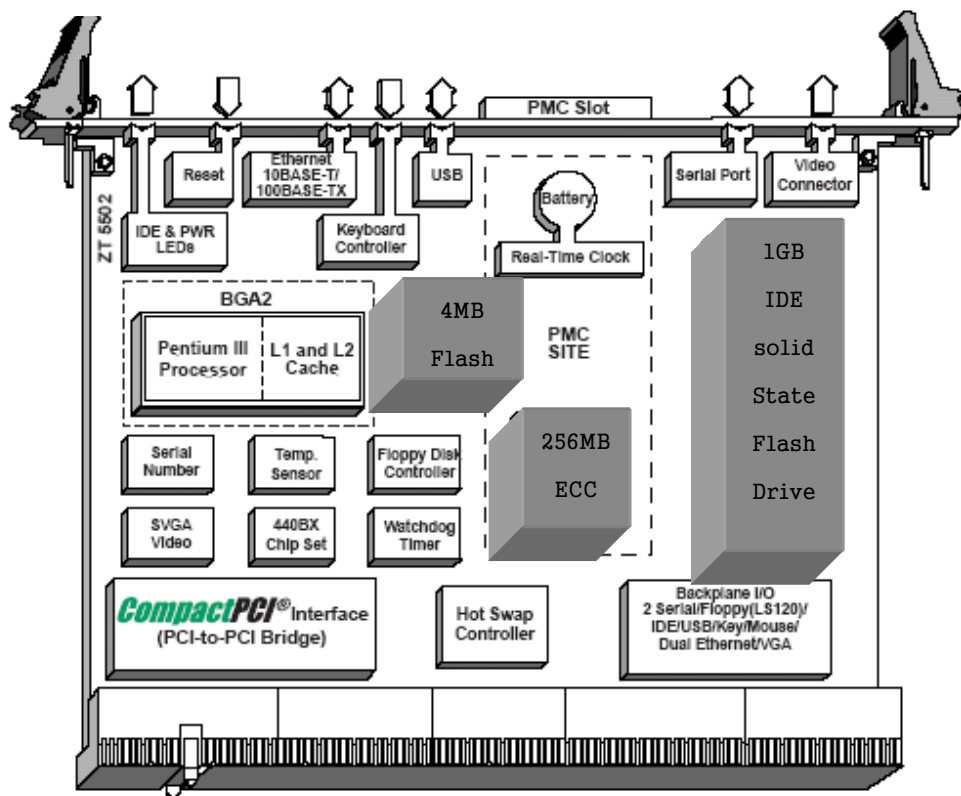 PMC Slot
ZT 5502
IDE & PWR
LEDs
Reset
Ethernet
10BASE-T/
100BASE-TX
Keyboard
Controller
USB
Battery
Real-Time Clock
Serial Port
Video
Connector
BGA2
Pentium III
Processor
L1 and L2
Cache
4MB
Flash
PMC
SITE
1GB
IDE
solid
State
Flash
Drive
256MB
ECC
Serial
Number
Temp.
Sensor
Floppy Disk
Controller
SVGA
Video
440BX
Chip Set
Watchdog
Timer
CompactPCI® Interface
(PCI-to-PCI Bridge)
Hot Swap
Controller
Backplane I/O
2 Serial/Floppy(LS120)/
IDE/USB/Key/Mouse/
Dual Ethernet/VGA